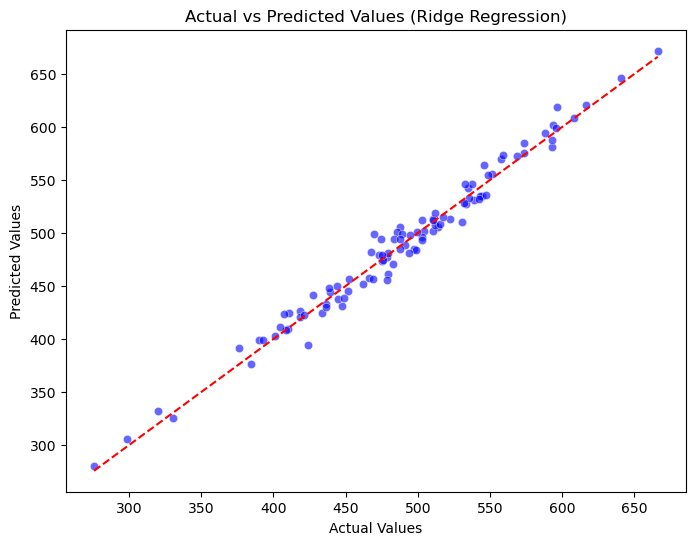 Actual vs Predicted Values (Ridge Regression)
Predicted Values
650
600
550
500
450
400
350
300
300 350 400 450 500 550 600 650
Actual Values